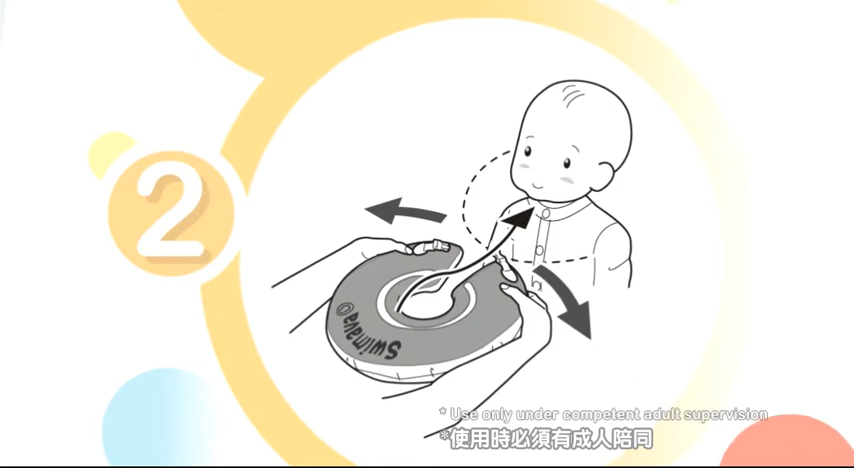 2
Swimava
* Use only under competent adult supervision
*使用時必須有成人陪同